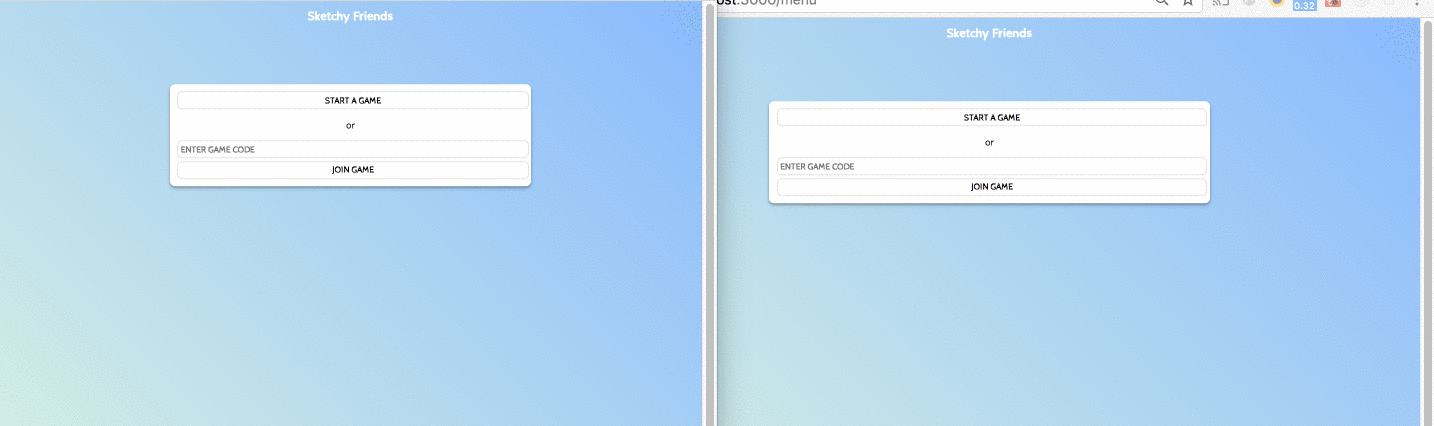 Sketchy Friends
START A GAME
or
ENTER GAME CODE
JOIN GAME
ost:3000/menu
0.32
Sketchy Friends
START A GAME
or
ENTER GAME CODE
JOIN GAME